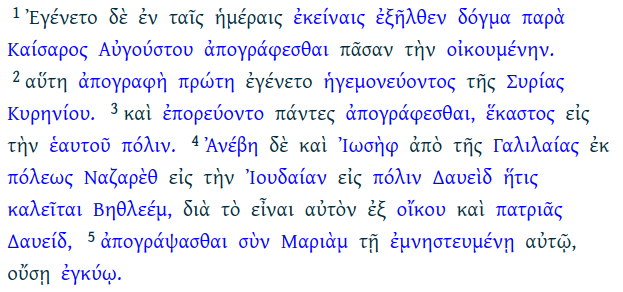 1 Ἐγένετο δὲ ἐν ταῖς ἡμέραις ἐκείναις ἐξῆλθεν δόγμα παρὰ
Καίσαρος Αὐγούστου ἀπογράφεσθαι πᾶσαν τὴν οἰκουμένην.
2 αὕτη ἀπογραφὴ πρώτη ἐγένετο ἡγεμονεύοντος τῆς Συρίας
Κυρηνίου. 3 καὶ ἐπορεύοντο πάντες ἀπογράφεσθαι, ἕκαστος εἰς
τὴν ἑαυτοῦ πόλιν. 4 Ἀνέβη δὲ καὶ Ἰωσὴφ ἀπὸ τῆς Γαλιλαίας ἐκ
πόλεως Ναζαρὲθ εἰς τὴν Ἰουδαίαν εἰς πόλιν Δαυεὶδ ἥτις
καλεῖται Βηθλεέμ, διὰ τὸ εἶναι αὐτὸν ἐξ οἴκου καὶ πατριᾶς
Δαυείδ, 5 ἀπογράψασθαι σὺν Μαριὰμ τῇ ἐμνηστευμένῃ αὐτῷ,
οὔσῃ ἐγκύῳ.